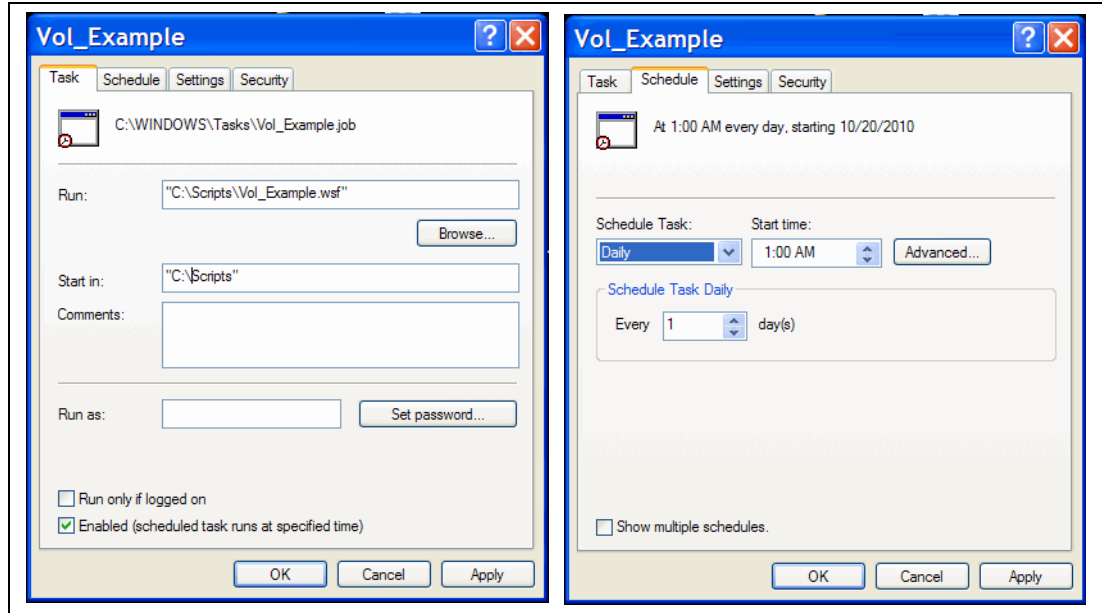 Vol_Example
Task Schedule Settings Security
C:\WINDOWS\Tasks\Vol_Example.job
Run: "C:\Scripts\Vol_Example.wsf"
Browse...
Start in: "C:\Scripts"
Comments:
Run as: Set password...
Run only if logged on
Enabled (scheduled task runs at specified time)
OK Cancel Apply
Vol_Example
Task Schedule Settings Security
At 1:00 AM every day, starting 10/20/2010
Schedule Task: Start time:
Daily 1:00 AM Advanced...
Schedule Task Daily
Every 1 day(s)
Show multiple schedules.
OK Cancel Apply